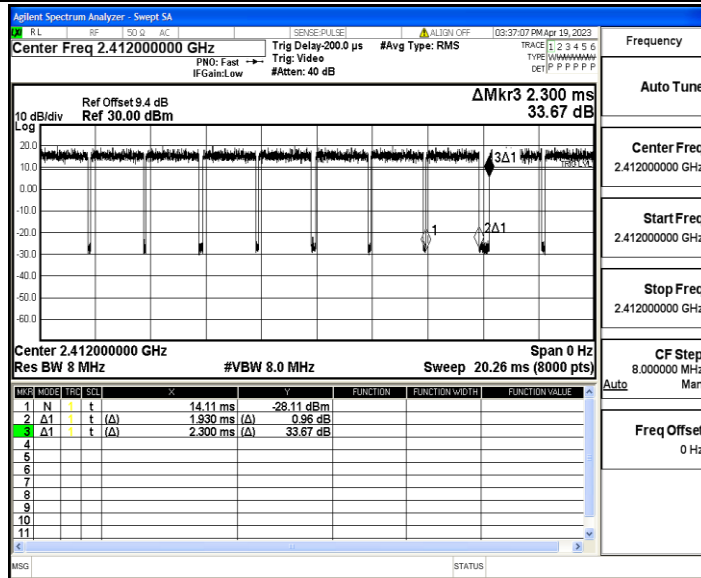 Agilent Spectrum Analyzer - Swept SA
RL RF 50 Ω AC SENSE:PULSE ALIGN OFF 03:37:07 PM Apr 19, 2023
Center Freq 2.412000000 GHz
PNO: Fast
IFGain:Low
Trig Delay-200.0 µs
Trig: Video
#Atten: 40 dB
#Avg Type: RMS
TRACE 1 2 3 4 5 6
TYPE WWWWWW
DET P P P P P P
10 dB/div
Log
Ref Offset 9.4 dB
Ref 30.00 dBm
ΔMkr3 2.300 ms
33.67 dB
20.0
10.0
0.00
-10.0
-20.0
-30.0
-40.0
-50.0
-60.0
3Δ1
TRIG LVL
1
2Δ1
Center 2.412000000 GHz
Span 0 Hz
Res BW 8 MHz
#VBW 8.0 MHz
Sweep 20.26 ms (8000 pts)
MKR MODE TRC SCL X Y FUNCTION FUNCTION WIDTH FUNCTION VALUE
1 N 1 t 14.11 ms -28.11 dBm
2 Δ1 1 t (Δ) 1.930 ms (Δ) 0.96 dB
3 Δ1 1 t (Δ) 2.300 ms (Δ) 33.67 dB
4
5
6
7
8
9
10
11
MSG STATUS
Frequency
Auto Tune
Center Freq
2.412000000 GHz
Start Freq
2.412000000 GHz
Stop Freq
2.412000000 GHz
CF Step
8.000000 MHz
Auto Man
Freq Offset
0 Hz